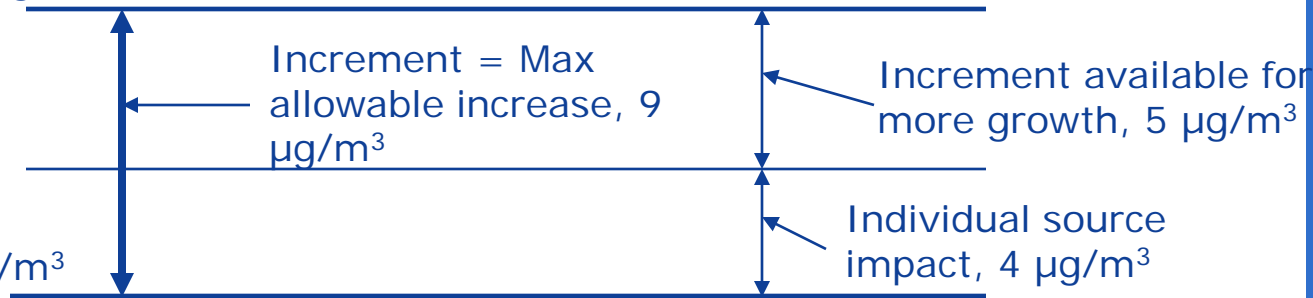 Increment = Max
allowable increase, 9
µg/m³
Increment available for
more growth, 5 µg/m³
Individual source
impact, 4 µg/m³
/m³